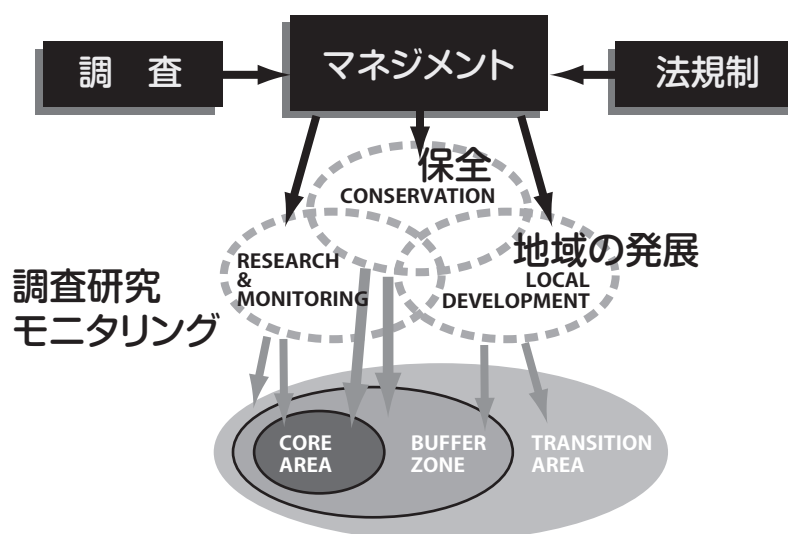 調　査
マネジメント
法規制
保全
CONSERVATION
地域の発展
LOCAL
DEVELOPMENT
RESEARCH
&
MONITORING
調査研究
モニタリング
CORE
AREA
BUFFER
ZONE
TRANSITION
AREA